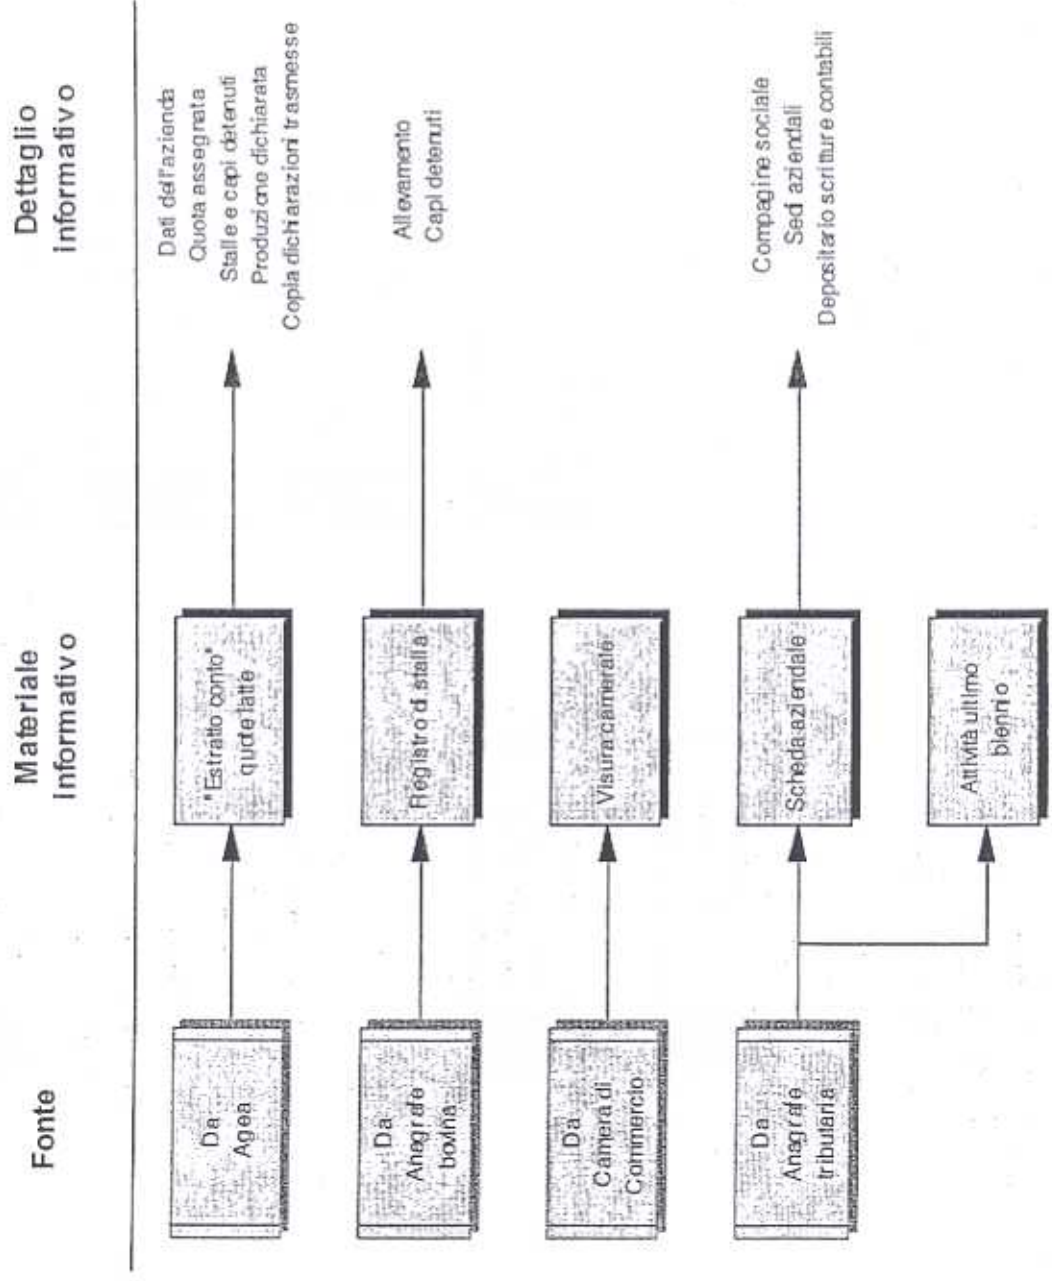 Fonte
Materiale
Informativo
Dettaglio
Informativo
Da
Agea
"Estratto conto"
quote latte
Dati dell'azienda
Quota assegnata
Stalle e capi detenuti
Produzione dichiarata
Copia dichiarazioni trasmesse
Da
Anagrafe
bovina
Registro di stalla
Allevamento
Capi detenuti
Da
Camera di
Commercio
Visura camerale
Da
Anagrafe
tributaria
Scheda aziendale
Compagine sociale
Sedi aziendali
Depositario scritture contabili
Attività ultimo
biennio